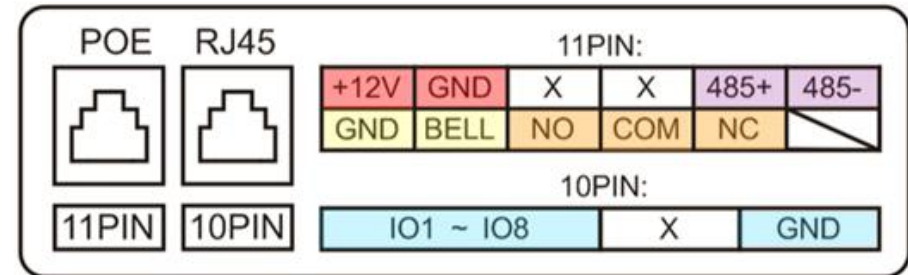 POE RJ45 11PIN:
+12V GND X X 485+ 485-
GND BELL NO COM NC
10PIN:
11PIN 10PIN IO1 ~ IO8 X GND